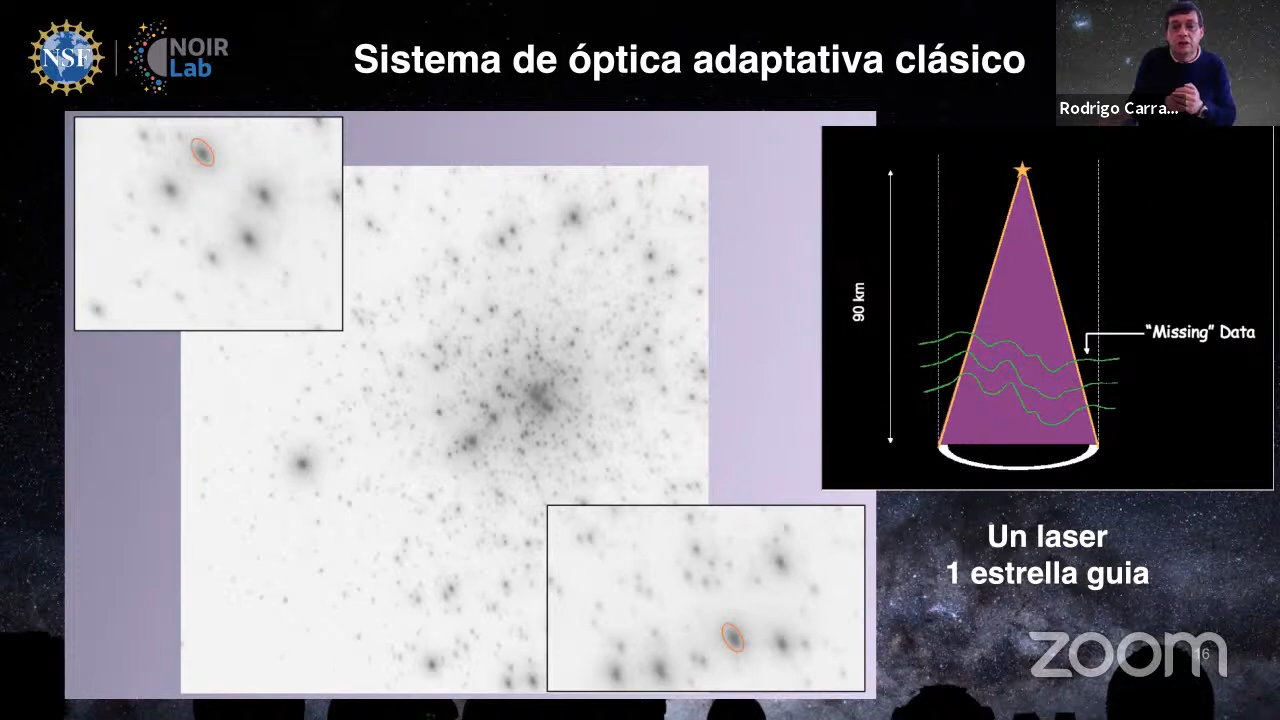 NSF
NOIR
Lab
Sistema de óptica adaptativa clásico
Rodrigo Carra...
90 km
"Missing" Data
Un laser
1 estrella guia
zoom
16